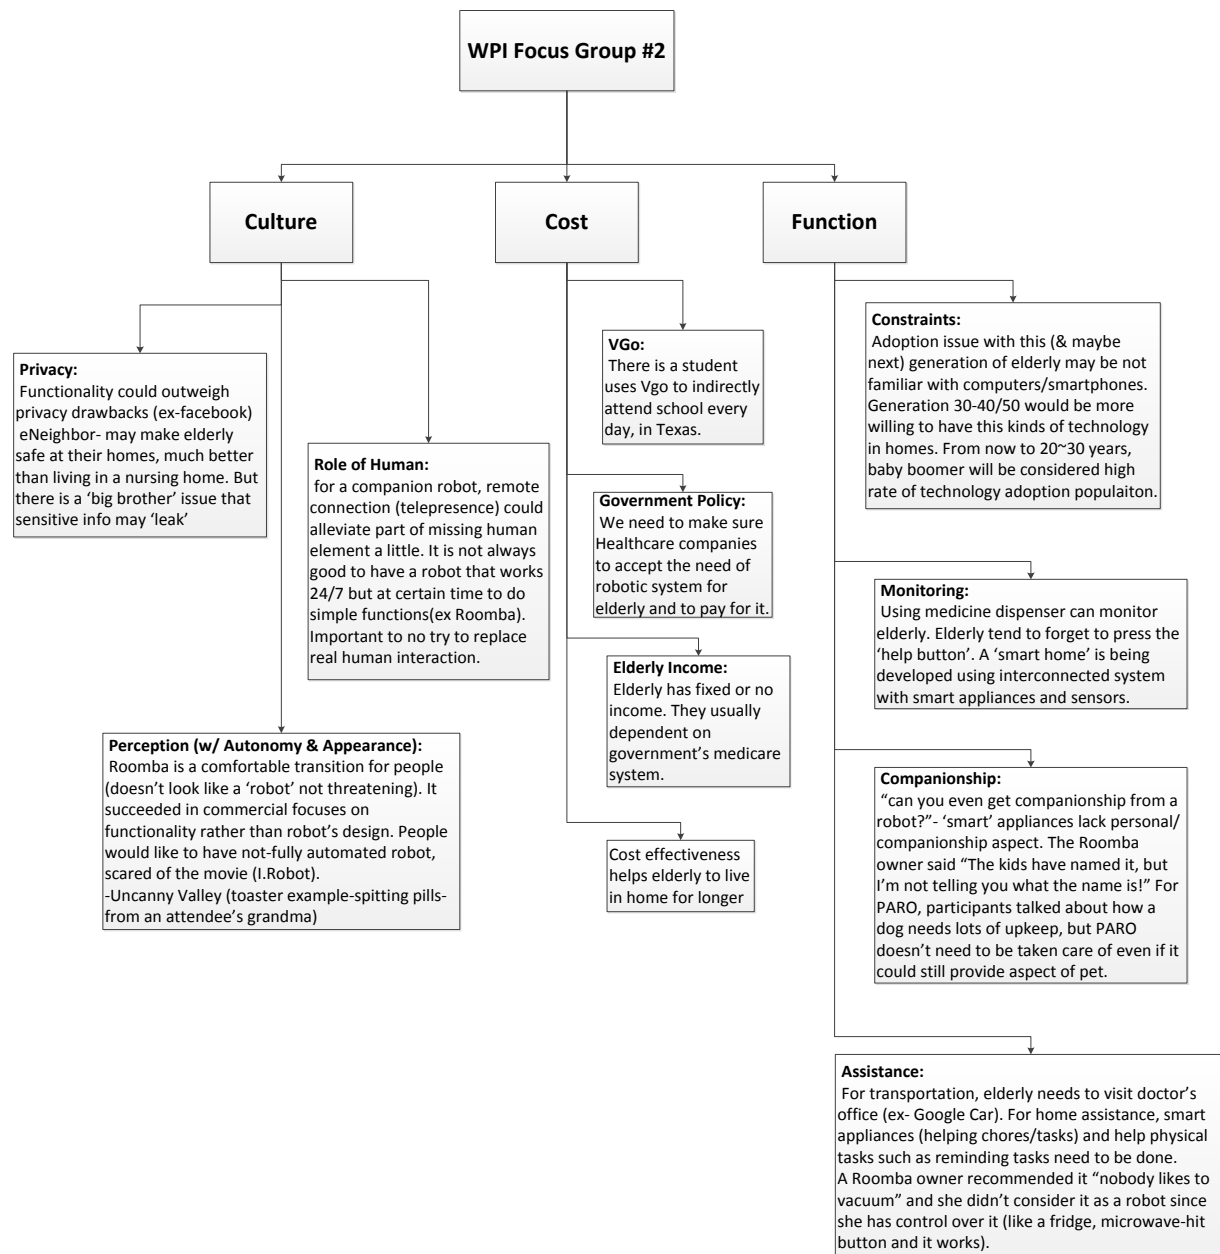 WPI Focus Group #2
Culture
Cost
Function
Privacy:
Functionality could outweigh
privacy drawbacks (ex-facebook)
eNeighbor- may make elderly
safe at their homes, much better
than living in a nursing home. But
there is a ‘big brother’ issue that
sensitive info may ‘leak’
Role of Human:
for a companion robot, remote
connection (telepresence) could
alleviate part of missing human
element a little. It is not always
good to have a robot that works
24/7 but at certain time to do
simple functions(ex Roomba).
Important to no try to replace
real human interaction.
Perception (w/ Autonomy & Appearance):
Roomba is a comfortable transition for people
(doesn’t look like a ‘robot’ not threatening). It
succeeded in commercial focuses on
functionality rather than robot’s design. People
would like to have not-fully automated robot,
scared of the movie (I.Robot).
-Uncanny Valley (toaster example-spitting pills-
from an attendee’s grandma)
VGo:
There is a student
uses Vgo to indirectly
attend school every
day, in Texas.
Government Policy:
We need to make sure
Healthcare companies
to accept the need of
robotic system for
elderly and to pay for it.
Elderly Income:
Elderly has fixed or no
income. They usually
dependent on
government’s medicare
system.
Cost effectiveness
helps elderly to live
in home for longer
Constraints:
Adoption issue with this (& maybe
next) generation of elderly may be not
familiar with computers/smartphones.
Generation 30-40/50 would be more
willing to have this kinds of technology
in homes. From now to 20~30 years,
baby boomer will be considered high
rate of technology adoption populaiton.
Monitoring:
Using medicine dispenser can monitor
elderly. Elderly tend to forget to press the
‘help button’. A ‘smart home’ is being
developed using interconnected system
with smart appliances and sensors.
Companionship:
“can you even get companionship from a
robot?”- ‘smart’ appliances lack personal/
companionship aspect. The Roomba
owner said “The kids have named it, but
I’m not telling you what the name is!” For
PARO, participants talked about how a
dog needs lots of upkeep, but PARO
doesn’t need to be taken care of even if it
could still provide aspect of pet.
Assistance:
For transportation, elderly needs to visit doctor’s
office (ex- Google Car). For home assistance, smart
appliances (helping chores/tasks) and help physical
tasks such as reminding tasks need to be done.
A Roomba owner recommended it “nobody likes to
vacuum” and she didn’t consider it as a robot since
she has control over it (like a fridge, microwave-hit
button and it works).